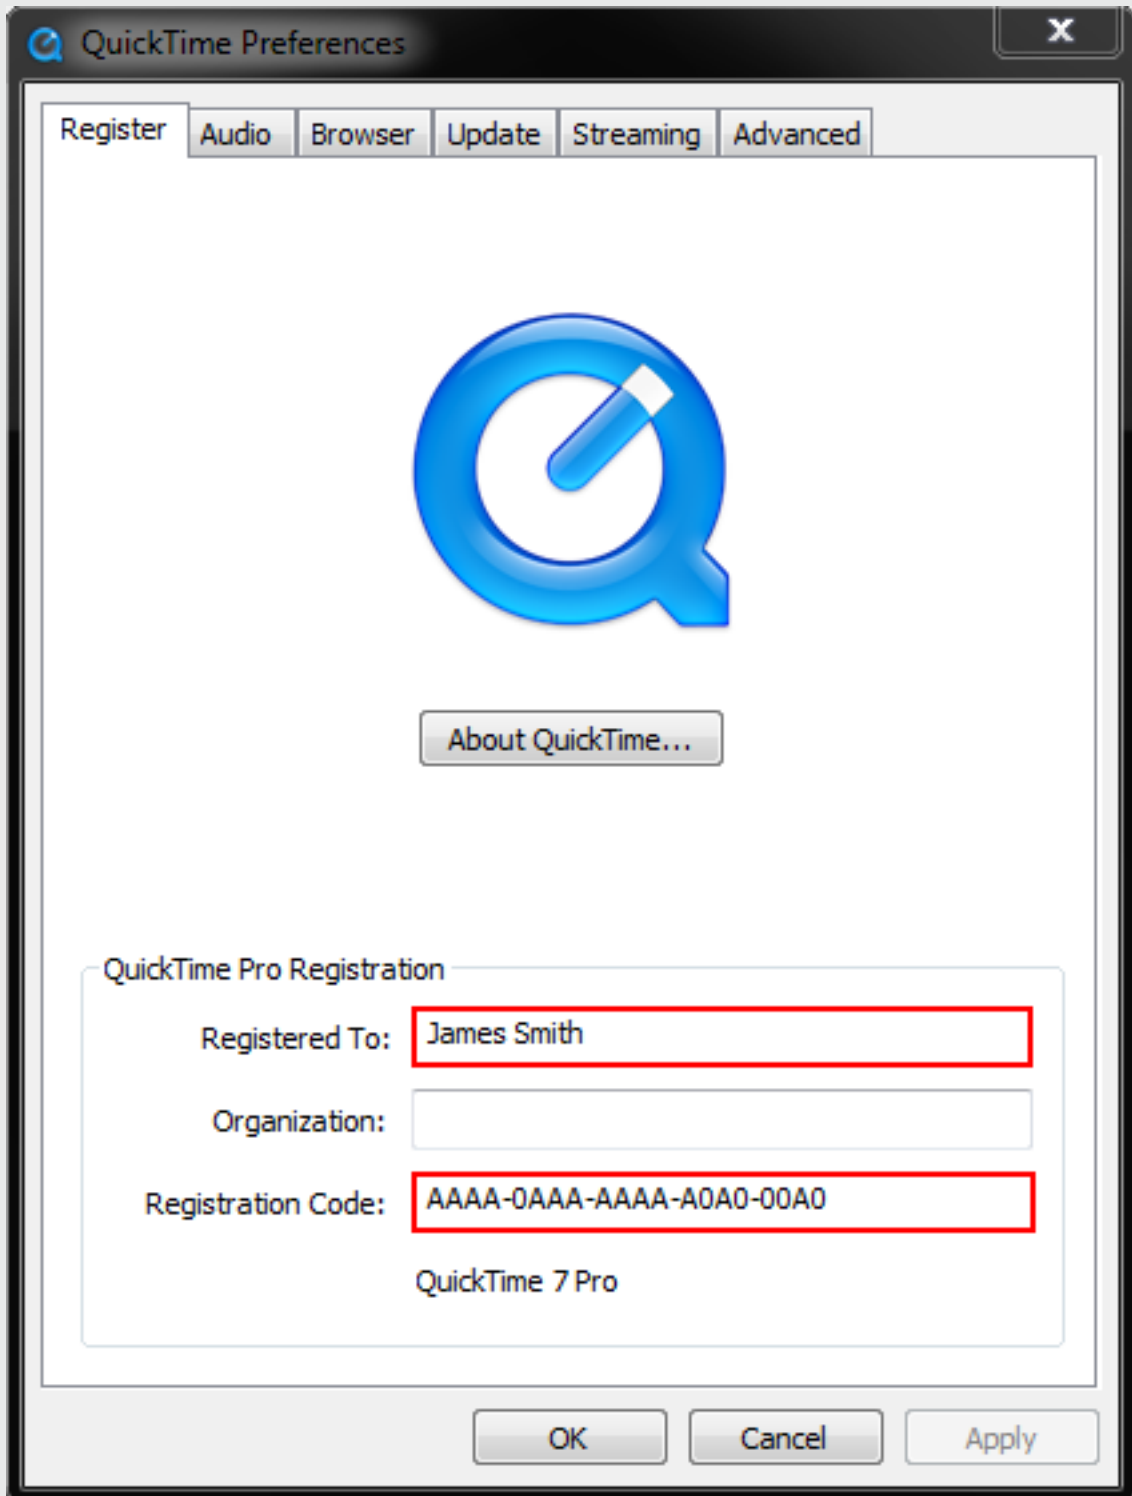 QuickTime Preferences
x
Register Audio Browser Update Streaming Advanced
About QuickTime...
QuickTime Pro Registration
Registered To: James Smith
Organization:
Registration Code: AAAA-0AAA-AAAA-A0A0-00A0
QuickTime 7 Pro
OK Cancel Apply